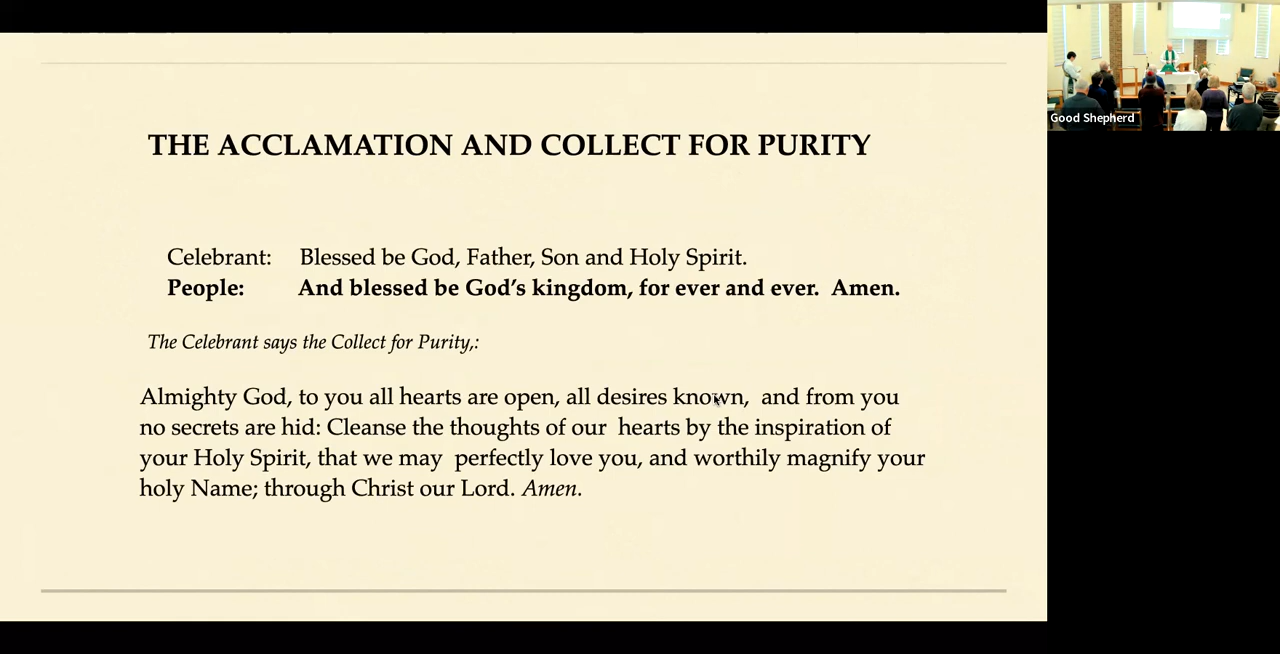 THE ACCLAMATION AND COLLECT FOR PURITY
Celebrant: Blessed be God, Father, Son and Holy Spirit.
People: And blessed be God’s kingdom, for ever and ever. Amen.
The Celebrant says the Collect for Purity,:
Almighty God, to you all hearts are open, all desires known, and from you
no secrets are hid: Cleanse the thoughts of our hearts by the inspiration of
your Holy Spirit, that we may perfectly love you, and worthily magnify your
holy Name; through Christ our Lord. Amen.
Good Shepherd